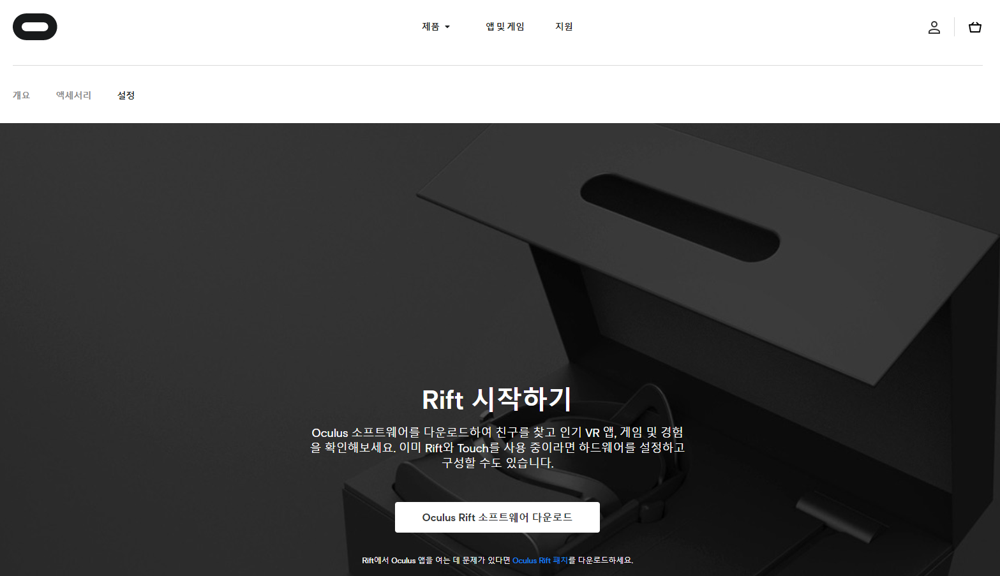 제품
앱 및 게임
지원
개요
액세서리
설정
Rift 시작하기
Oculus 소프트웨어를 다운로드하여 친구를 찾고 인기 VR 앱, 게임 및 경험
을 확인해보세요. 이미 Rift와 Touch를 사용 중이라면 하드웨어를 설정하고
구성할 수도 있습니다.
Oculus Rift 소프트웨어 다운로드
Rift에서 Oculus 앱을 여는 데 문제가 있다면 Oculus Rift 패치를 다운로드하세요.